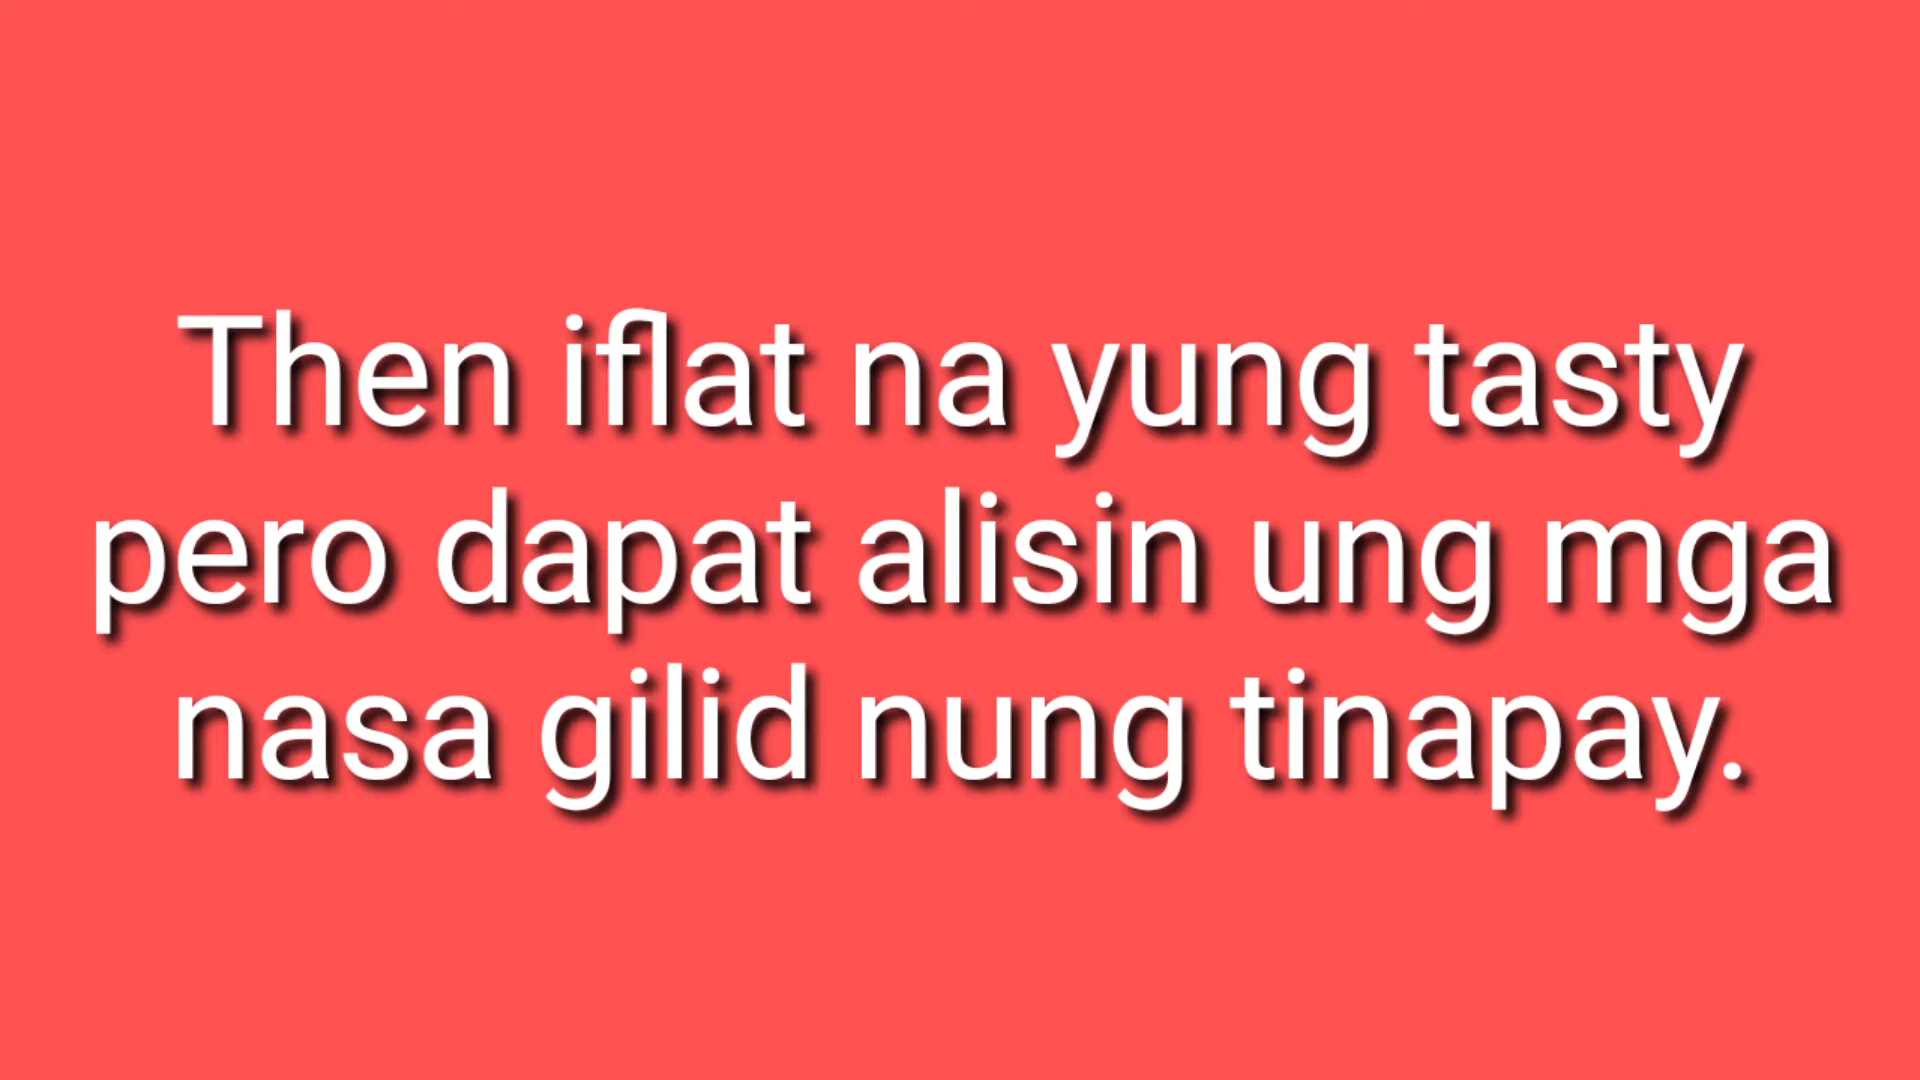 Then iflat na yung tasty
pero dapat alisin ung mga
nasa gilid nung tinapay.